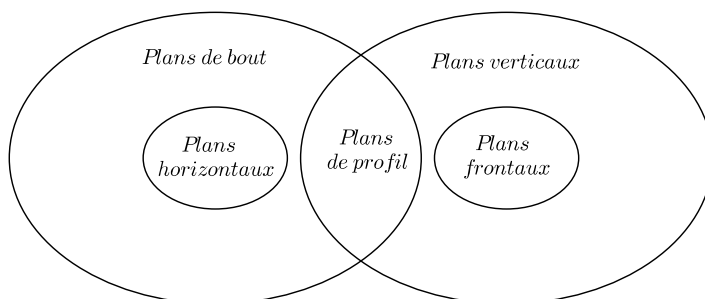 Plans de bout
Plans verticaux
Plans
horizontaux
Plans
de profil
Plans
frontaux